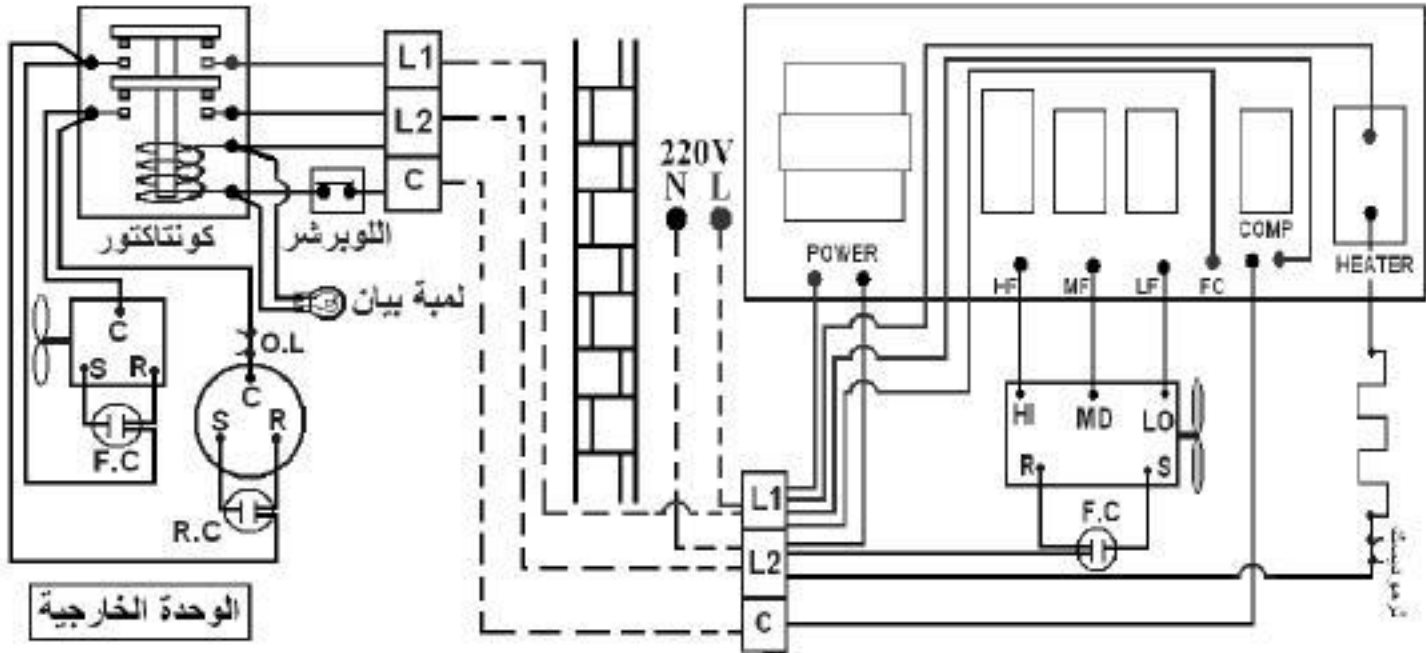 L1
L2
C
كونتاكتور
اللوبرشر
لمبة بيان
C
S
R
F.C
O.L
C
S
R
R.C
الوحدة الخارجية
220V
N
L
POWER
HF
MF
LF
FC
COMP
HEATER
HI
MD
LO
R
S
F.C
L1
L2
C